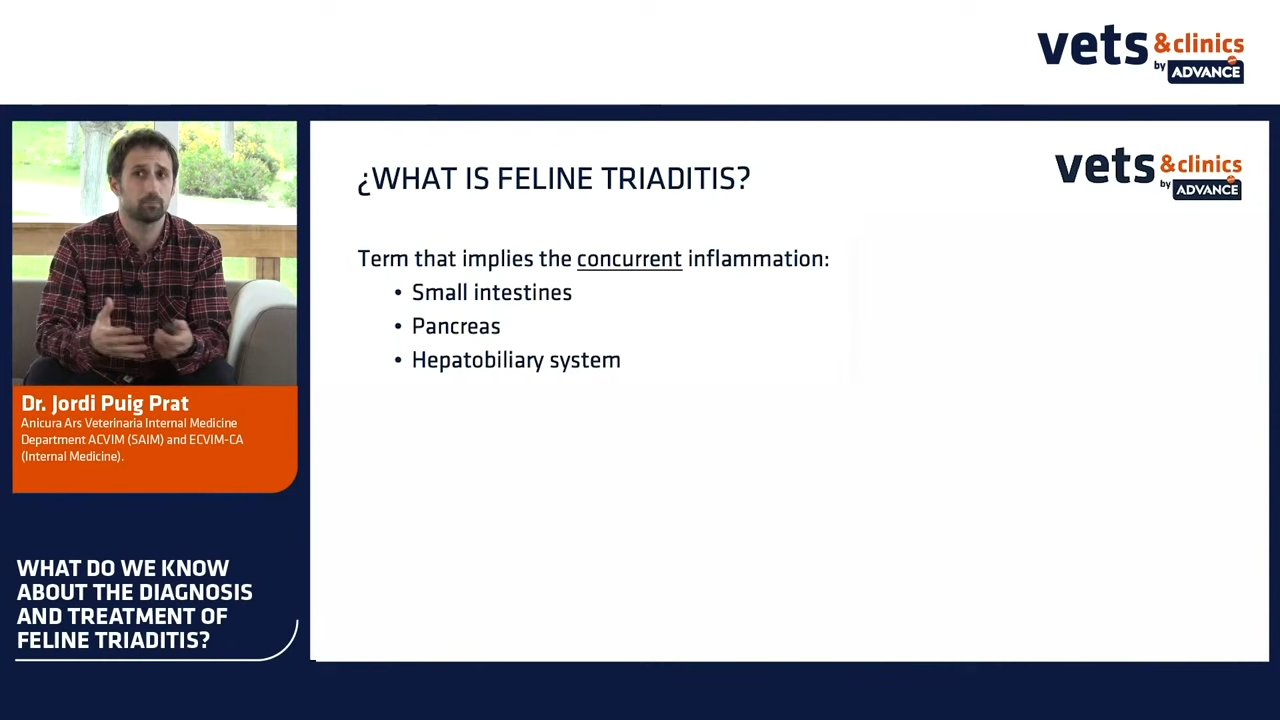 vets &clinics
by ADVANCE
¿WHAT IS FELINE TRIADITIS?
vets &clinics
by ADVANCE
Term that implies the concurrent inflammation:
• Small intestines
• Pancreas
• Hepatobiliary system
Dr. Jordi Puig Prat
Anicura Ars Veterinaria Internal Medicine
Department ACVIM (SAIM) and ECVIM-CA
(Internal Medicine).
WHAT DO WE KNOW
ABOUT THE DIAGNOSIS
AND TREATMENT OF
FELINE TRIADITIS?